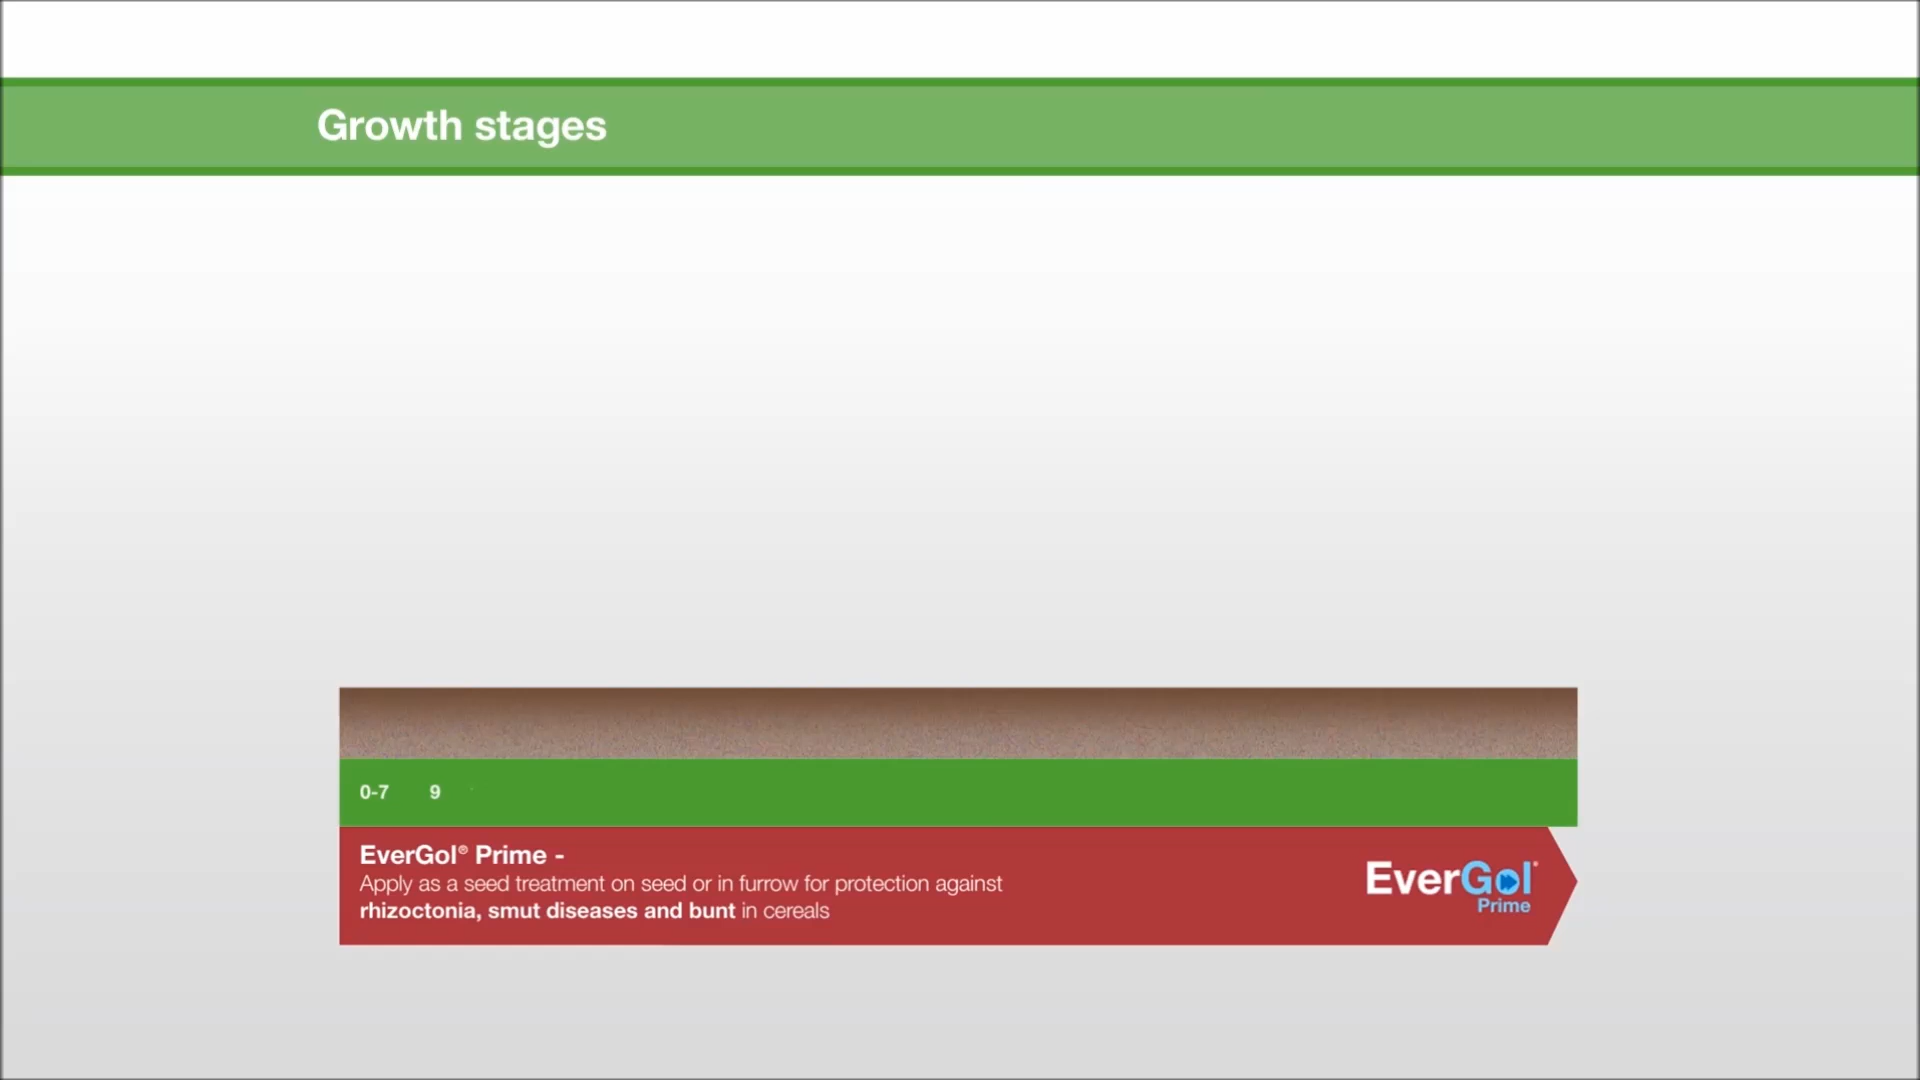 Growth stages
0-7 9
EverGol® Prime -
Apply as a seed treatment on seed or in furrow for protection against
rhizoctonia, smut diseases and bunt in cereals
EverGol®
Prime